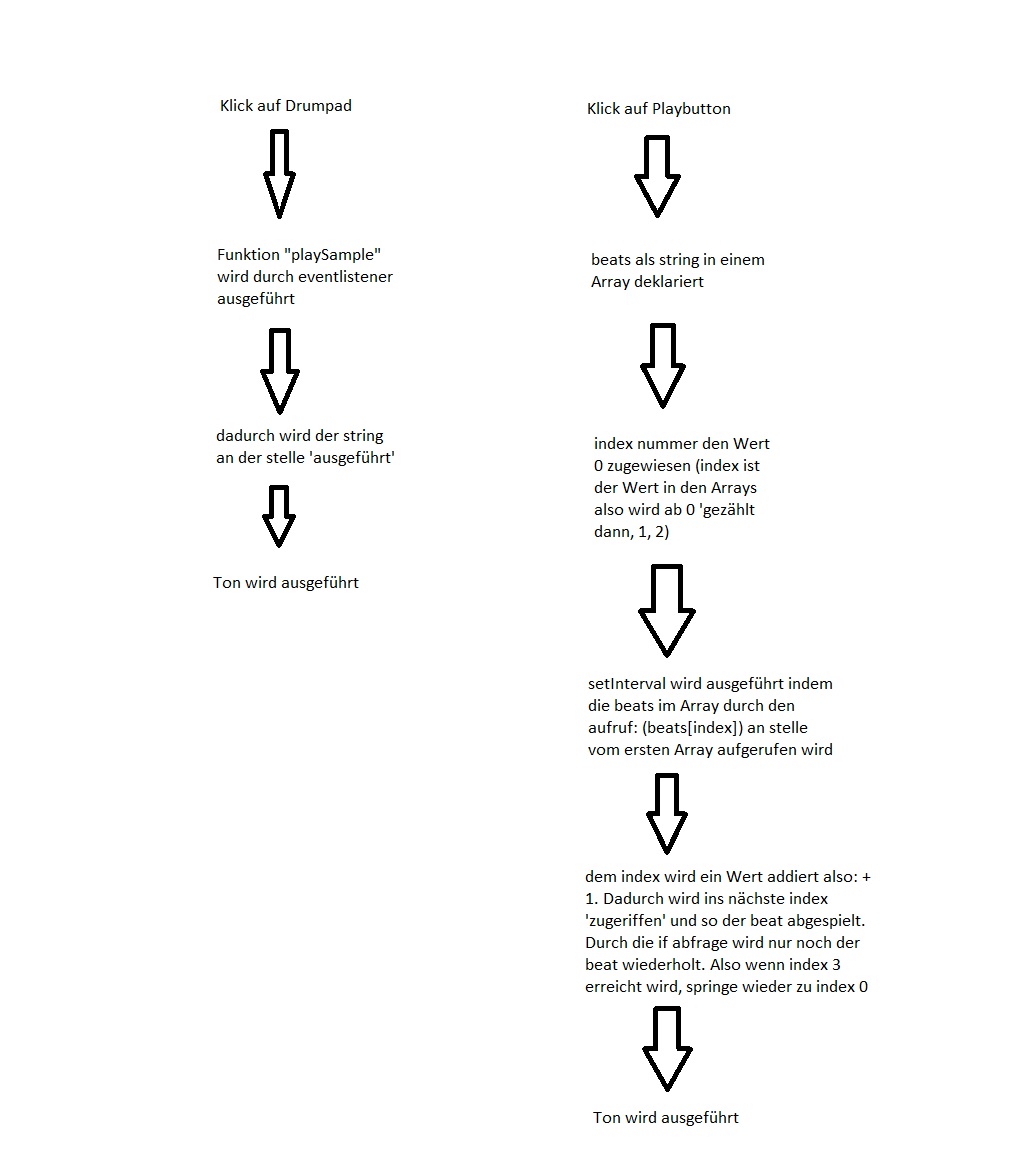 Klick auf Drumpad
Funktion "playSample"
wird durch eventlistener
ausgeführt
dadurch wird der string
an der stelle 'ausgeführt'
Ton wird ausgeführt
Klick auf Playbutton
beats als string in einem
Array deklariert
index nummer den Wert
0 zugewiesen (index ist
der Wert in den Arrays
also wird ab 0 'gezählt
dann, 1, 2)
setInterval wird ausgeführt indem
die beats im Array durch den
aufruf: (beats[index]) an stelle
vom ersten Array aufgerufen wird
dem index wird ein Wert addiert also: +
1. Dadurch wird ins nächste index
'zugeriffen' und so der beat abgespielt.
Durch die if abfrage wird nur noch der
beat wiederholt. Also wenn index 3
erreicht wird, springe wieder zu index 0
Ton wird ausgeführt